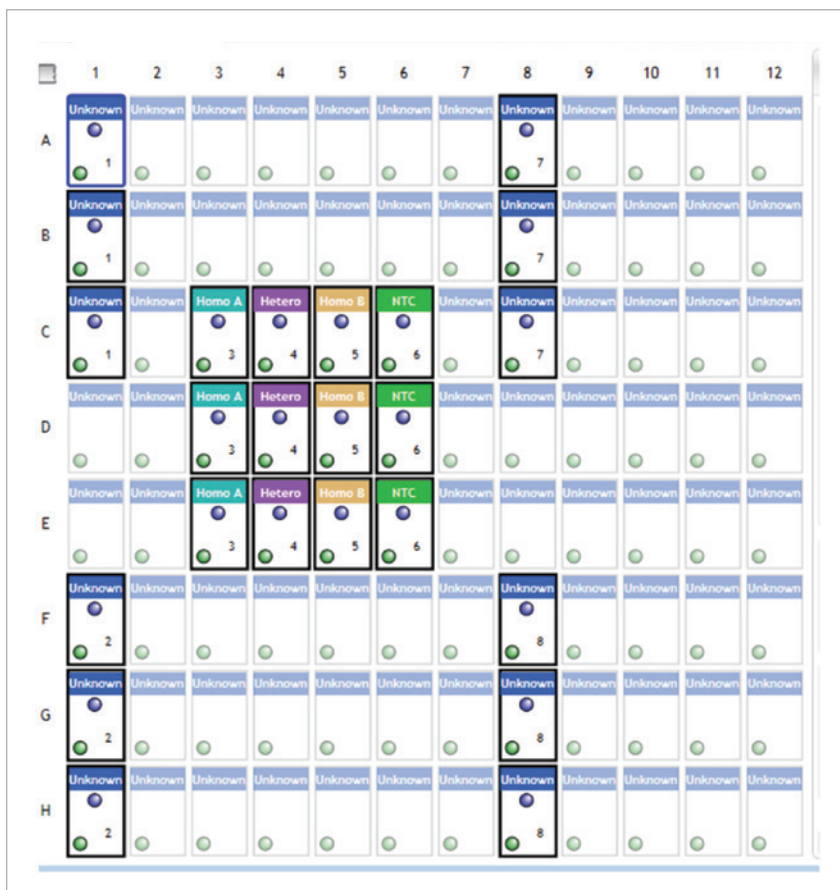 1 2 3 4 5 6 7 8 9 10 11 12
A Unknown Unknown Unknown Unknown Unknown Unknown Unknown Unknown Unknown Unknown Unknown Unknown
1 7
B Unknown Unknown Unknown Unknown Unknown Unknown Unknown Unknown Unknown Unknown Unknown Unknown
1 7
C Unknown Unknown Homo A Hetero Homo B NTC Unknown Unknown Unknown Unknown Unknown Unknown
1 3 4 5 6 7
D Unknown Unknown Homo A Hetero Homo B NTC Unknown Unknown Unknown Unknown Unknown Unknown
3 4 5 6
E Unknown Unknown Homo A Hetero Homo B NTC Unknown Unknown Unknown Unknown Unknown Unknown
3 4 5 6
F Unknown Unknown Unknown Unknown Unknown Unknown Unknown Unknown Unknown Unknown Unknown Unknown
2 8
G Unknown Unknown Unknown Unknown Unknown Unknown Unknown Unknown Unknown Unknown Unknown Unknown
2 8
H Unknown Unknown Unknown Unknown Unknown Unknown Unknown Unknown Unknown Unknown Unknown Unknown
2 8